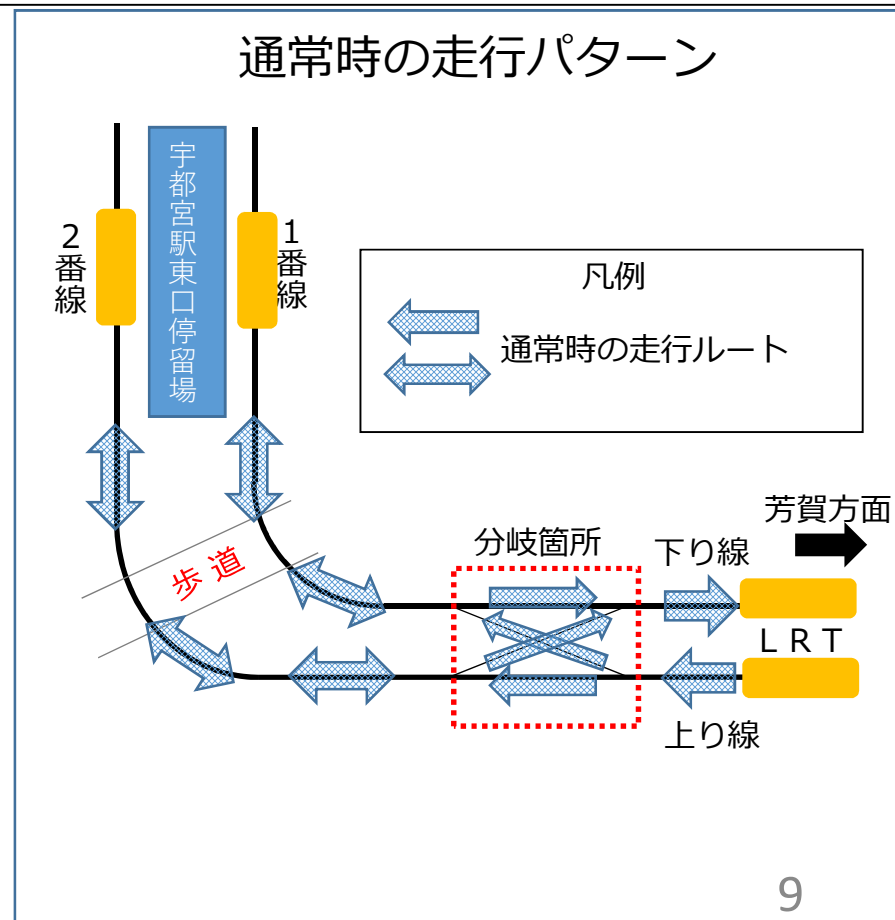 通常時の走行パターン
宇都宮駅東口停留場
２番線
１番線
凡例
通常時の走行ルート
芳賀方面
分岐箇所
下り線
歩道
ＬＲＴ
上り線
9